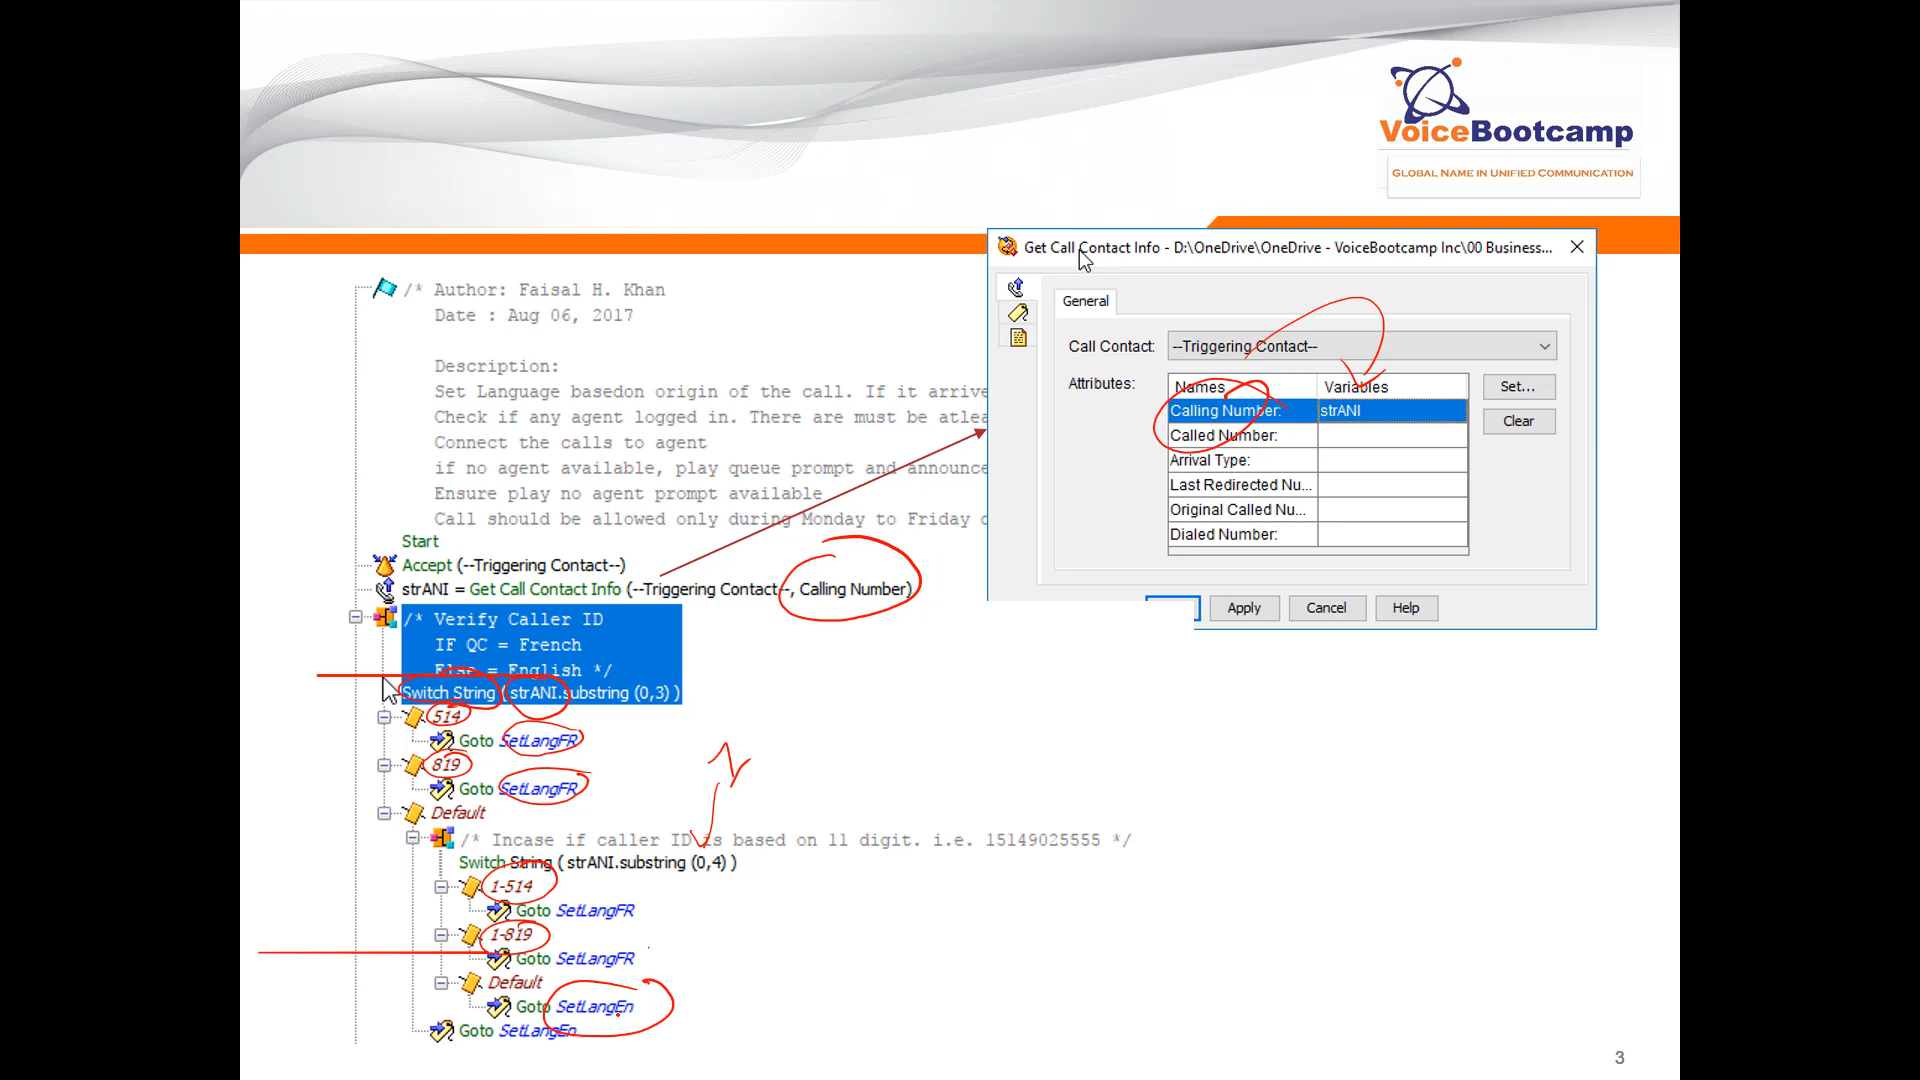 VoiceBootcamp
GLOBAL NAME IN UNIFIED COMMUNICATION
Get Call Contact Info - D:\OneDrive\OneDrive - VoiceBootcamp Inc\00 Business...
General
Call Contact: --Triggering Contact--
Attributes:
Names Variables
Calling Number: strANI
Called Number:
Arrival Type:
Last Redirected Nu...
Original Called Nu...
Dialed Number:
Set...
Clear
Apply Cancel Help
/* Author: Faisal H. Khan
Date : Aug 06, 2017
Description:
Set Language basedon origin of the call. If it arrive
Check if any agent logged in. There are must be atlea
Connect the calls to agent
if no agent available, play queue prompt and announce
Ensure play no agent prompt available
Call should be allowed only during Monday to Friday
Start
Accept (--Triggering Contact--)
strANI = Get Call Contact Info (--Triggering Contact--, Calling Number)
/* Verify Caller ID
IF QC = French
Else = English */
Switch String ( strANI.substring (0,3) )
514
Goto SetLangFR
819
Goto SetLangFR
Default
/* Incase if caller ID is based on 11 digit. i.e. 15149025555 */
Switch String ( strANI.substring (0,4) )
1-514
Goto SetLangFR
1-819
Goto SetLangFR
Default
Goto SetLangEn
Goto SetLangEn
3